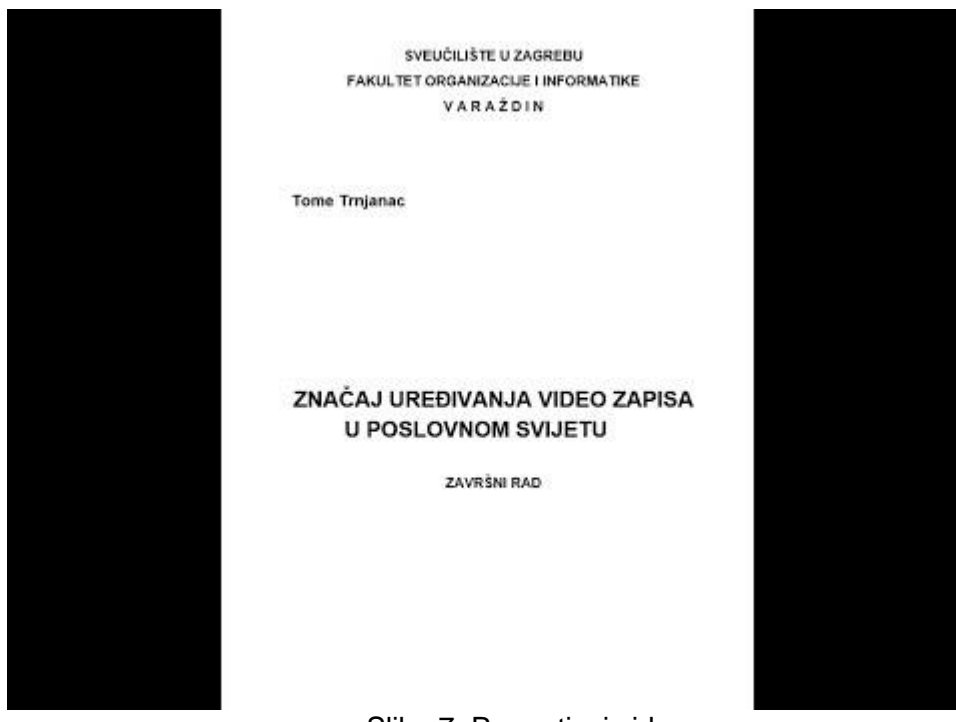 SVEUČILIŠTE U ZAGREBU
FAKULTET ORGANIZACIJE I INFORMATIKE
V A R A Ž D I N
Tome Trnjanac
ZNAČAJ UREĐIVANJA VIDEO ZAPISA
U POSLOVNOM SVIJETU
ZAVRŠNI RAD